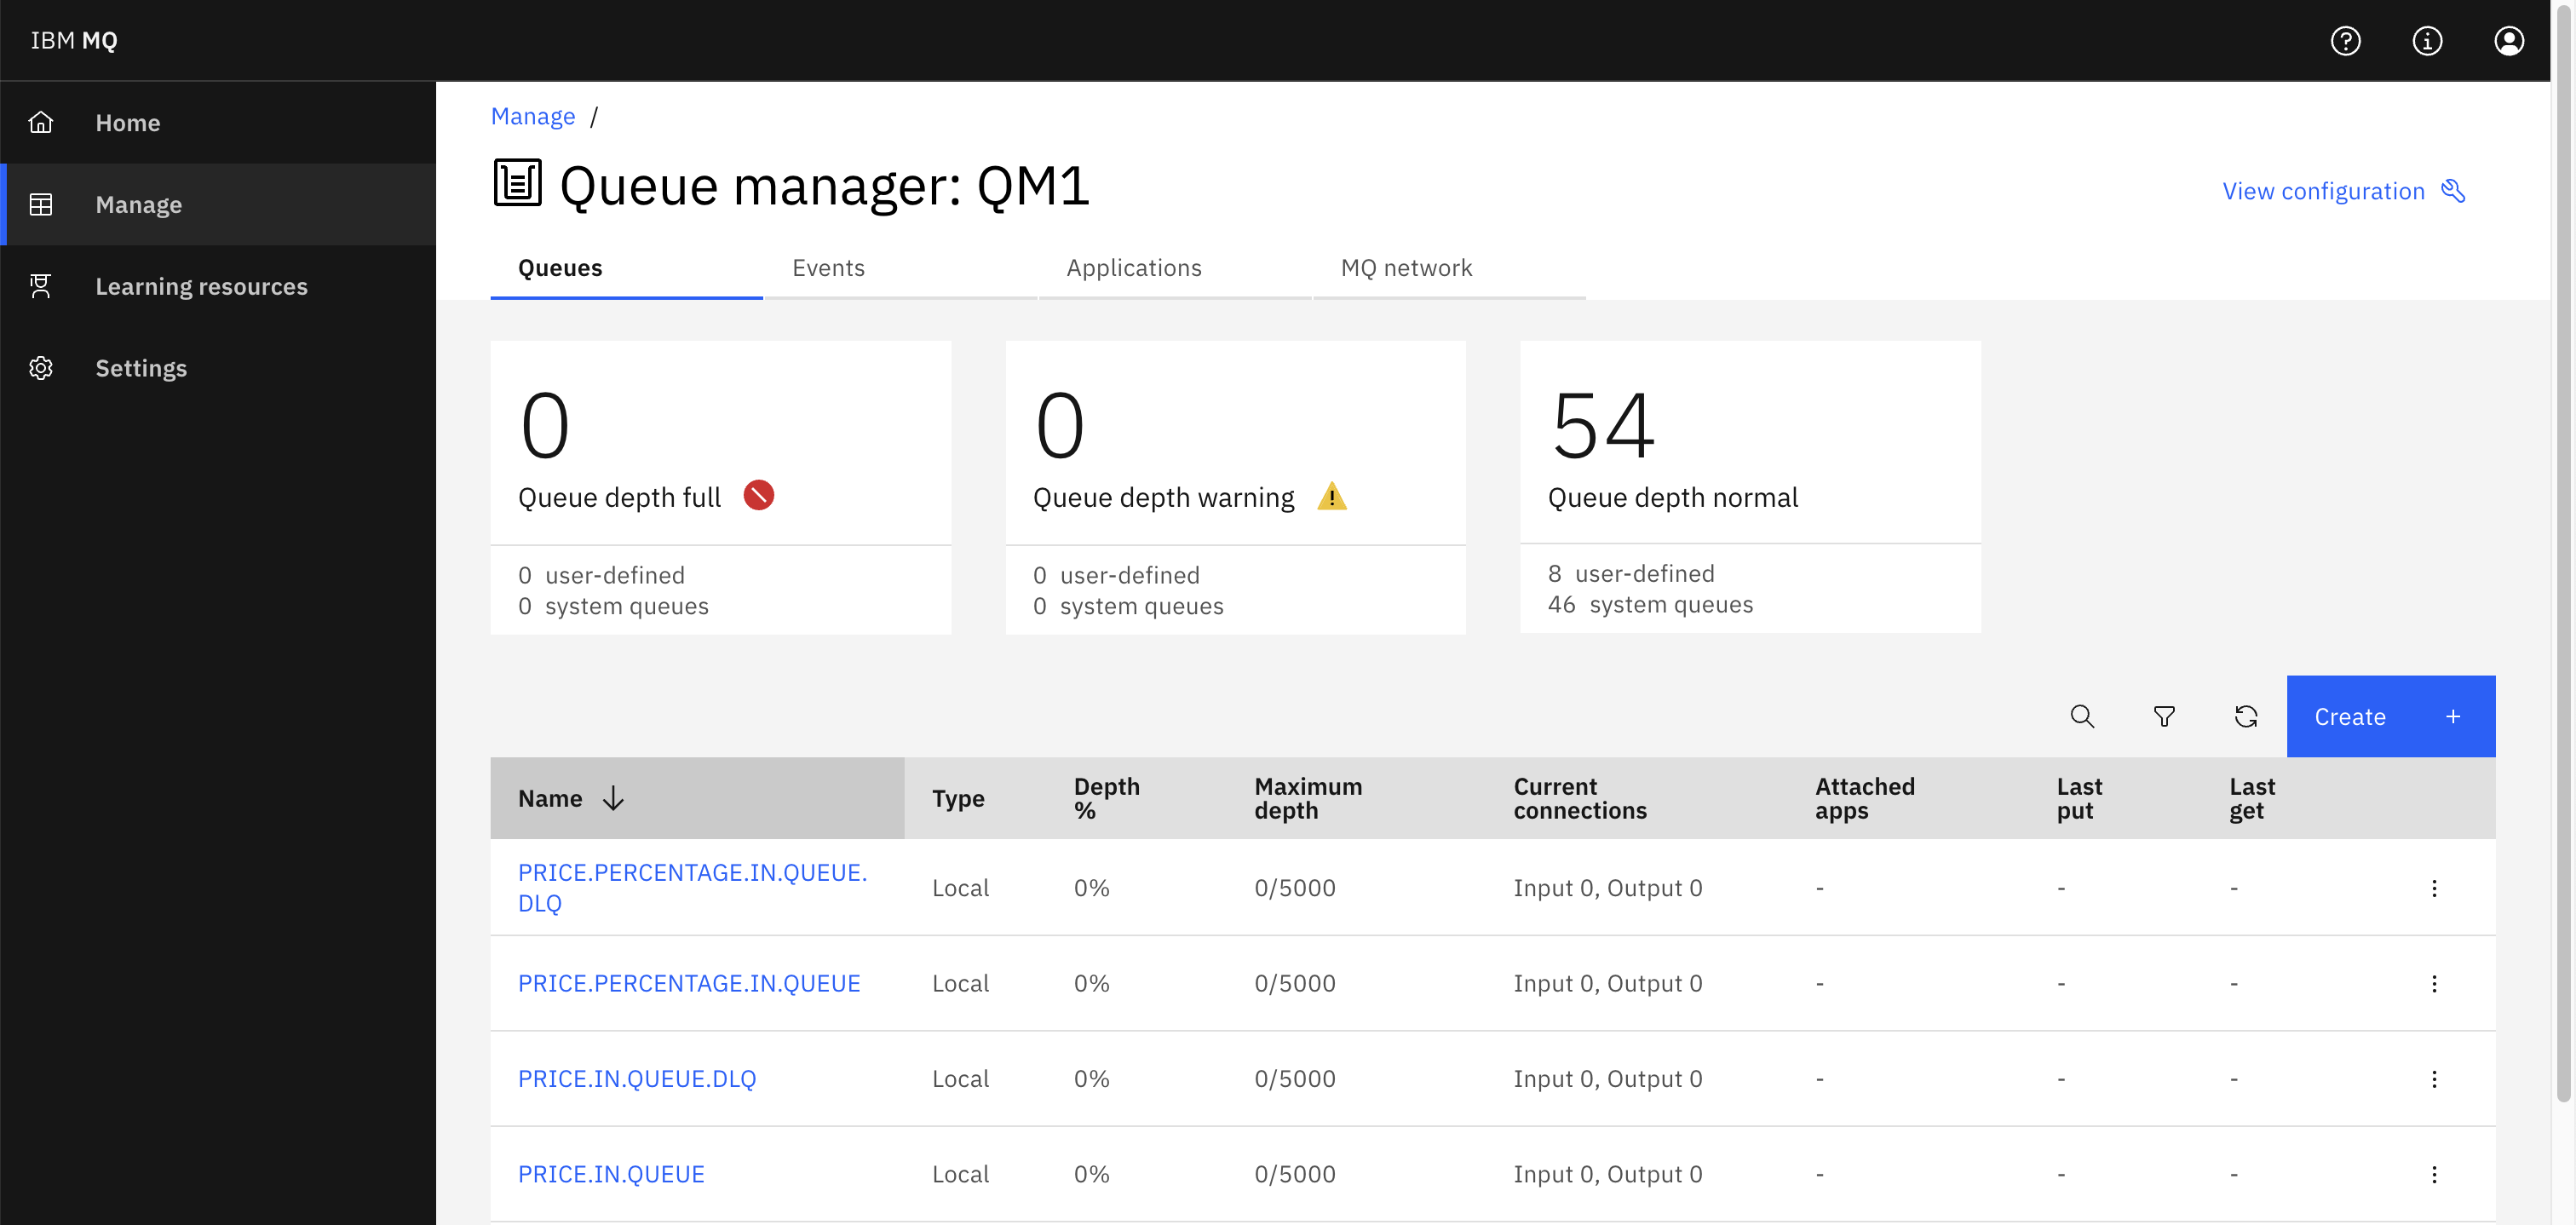 IBM MQ
Home
Manage
Learning resources
Settings
Manage /
Queue manager: QM1
View configuration
Queues
Events
Applications
MQ network
0
Queue depth full
0 user-defined
0 system queues
0
Queue depth warning
0 user-defined
0 system queues
54
Queue depth normal
8 user-defined
46 system queues
Create +
Name Type Depth % Maximum depth Current connections Attached apps Last put Last get
PRICE.PERCENTAGE.IN.QUEUE.
DLQ
Local 0% 0/5000 Input 0, Output 0 - - -
PRICE.PERCENTAGE.IN.QUEUE Local 0% 0/5000 Input 0, Output 0 - - -
PRICE.IN.QUEUE.DLQ Local 0% 0/5000 Input 0, Output 0 - - -
PRICE.IN.QUEUE Local 0% 0/5000 Input 0, Output 0 - - -